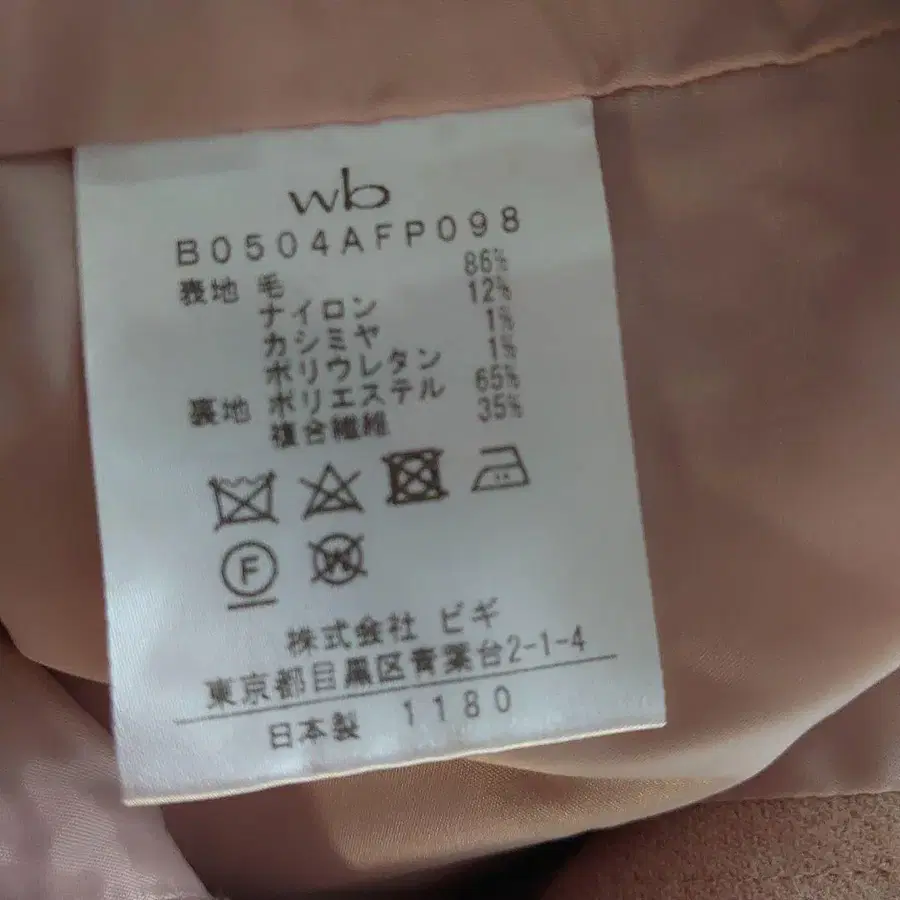 wb
B0504AFP098
表地 毛 86%
ナイロン 12%
カシミヤ 1%
ポリウレタン 1%
裏地 ポリエステル 65%
複合繊維 35%
F
W
株式会社 ビギ
東京都目黒区青葉台2-1-4
日本製 1180